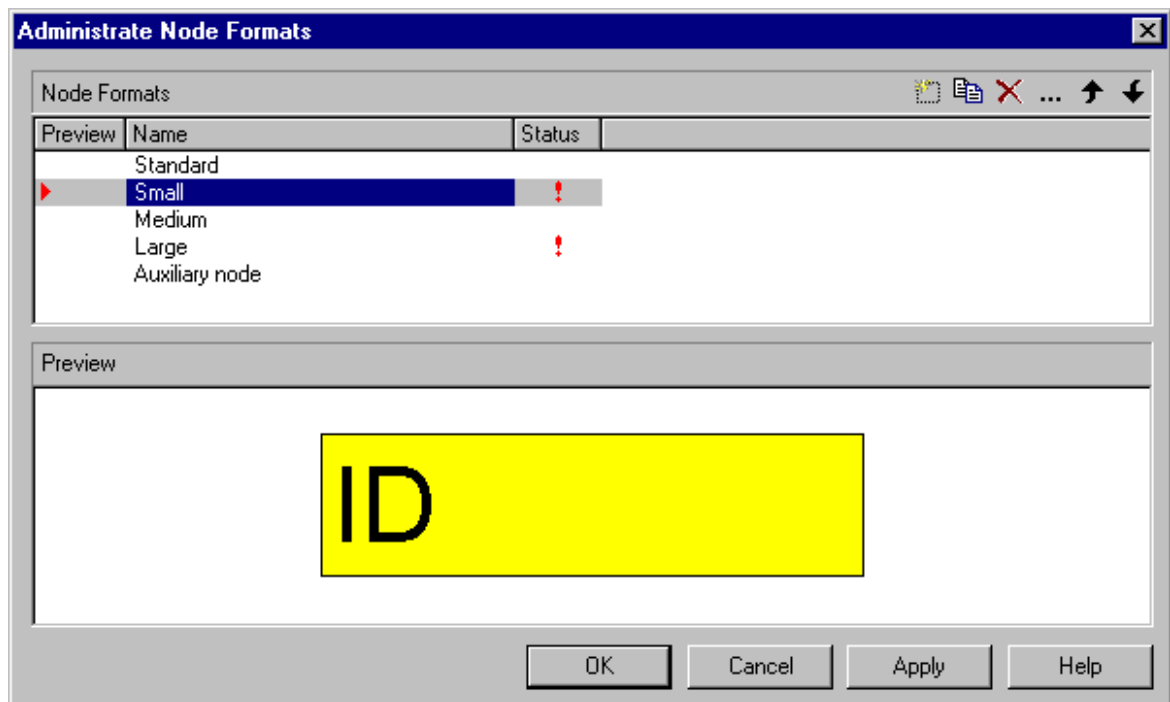 Administrate Node Formats
Node Formats ...
Preview Name Status
Standard
Small !
Medium
Large !
Auxiliary node
Preview
ID
OK Cancel Apply Help